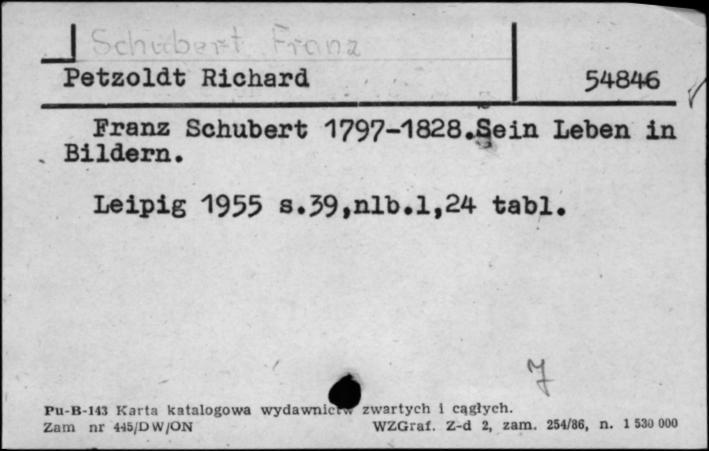 Schubert Franz
Petzoldt Richard 54846
Franz Schubert 1797-1828.Sein Leben in
Bildern.
Leipig 1955 s.39,nlb.1,24 tabl.
Pu-B-143 Karta katalogowa wydawnictw zwartych i cągłych.
Zam nr 445/DW/ON WZGraf. Z-d 2, zam. 254/86, n. 1 530 000